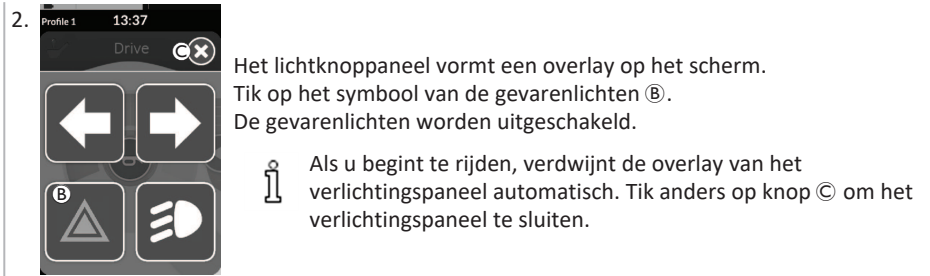 2.
Profile 1 13:37
Drive Ⓒ
Het lichtknoppaneel vormt een overlay op het scherm.
Tik op het symbool van de gevarenlichten Ⓑ.
De gevarenlichten worden uitgeschakeld.
Ⓑ
Als u begint te rijden, verdwijnt de overlay van het
verlichtingspaneel automatisch. Tik anders op knop Ⓒ om het
verlichtingspaneel te sluiten.